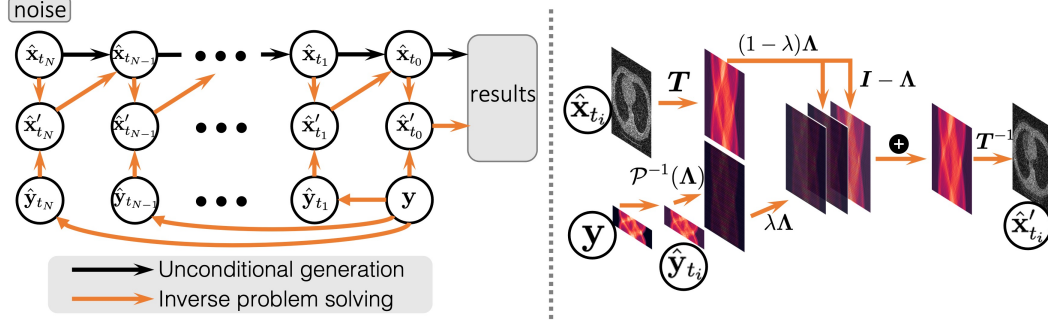 noise
x̂_{t_N} x̂_{t_{N−1}} ● ● ● x̂_{t_1} x̂_{t_0}
results
x̂′_{t_N} x̂′_{t_{N−1}} ● ● ● x̂′_{t_1} x̂′_{t_0}
ŷ_{t_N} ŷ_{t_{N−1}} ● ● ● ŷ_{t_1} y
Unconditional generation
Inverse problem solving
(1 − λ)Λ
T
I − Λ
x̂_{t_i}
+
T^{−1}
P^{−1}(Λ)
λΛ
y
ŷ_{t_i}
x̂′_{t_i}